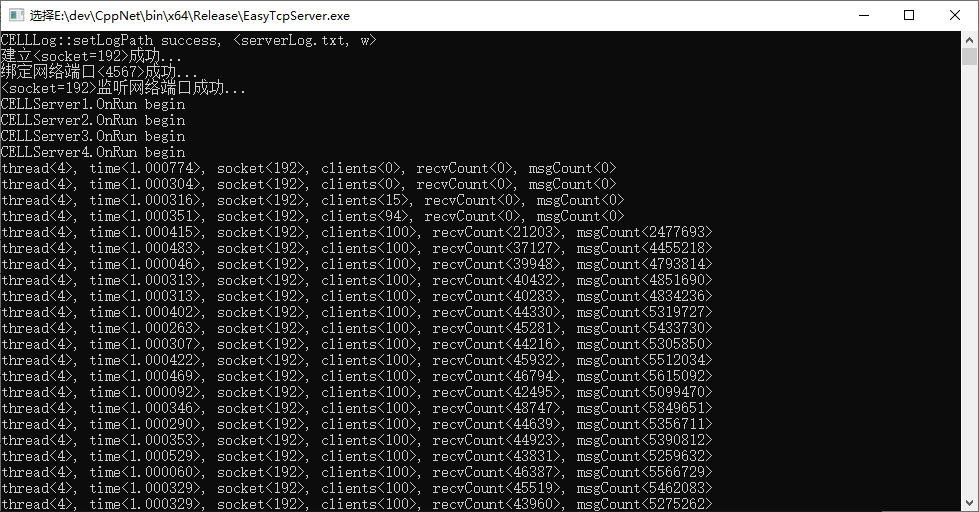 选择E:\dev\CppNet\bin\x64\Release\EasyTcpServer.exe
CELLLog::setLogPath success, <serverLog.txt, w>
建立<socket=192>成功...
绑定网络端口<4567>成功...
<socket=192>监听网络端口成功...
CELLServer1.OnRun begin
CELLServer2.OnRun begin
CELLServer3.OnRun begin
CELLServer4.OnRun begin
thread<4>, time<1.000774>, socket<192>, clients<0>, recvCount<0>, msgCount<0>
thread<4>, time<1.000304>, socket<192>, clients<0>, recvCount<0>, msgCount<0>
thread<4>, time<1.000316>, socket<192>, clients<15>, recvCount<0>, msgCount<0>
thread<4>, time<1.000351>, socket<192>, clients<94>, recvCount<0>, msgCount<0>
thread<4>, time<1.000415>, socket<192>, clients<100>, recvCount<21203>, msgCount<2477693>
thread<4>, time<1.000483>, socket<192>, clients<100>, recvCount<37127>, msgCount<4455218>
thread<4>, time<1.000046>, socket<192>, clients<100>, recvCount<39948>, msgCount<4793814>
thread<4>, time<1.000313>, socket<192>, clients<100>, recvCount<40432>, msgCount<4851690>
thread<4>, time<1.000313>, socket<192>, clients<100>, recvCount<40283>, msgCount<4834236>
thread<4>, time<1.000402>, socket<192>, clients<100>, recvCount<44330>, msgCount<5319727>
thread<4>, time<1.000263>, socket<192>, clients<100>, recvCount<45281>, msgCount<5433730>
thread<4>, time<1.000307>, socket<192>, clients<100>, recvCount<44216>, msgCount<5305850>
thread<4>, time<1.000422>, socket<192>, clients<100>, recvCount<45932>, msgCount<5512034>
thread<4>, time<1.000469>, socket<192>, clients<100>, recvCount<46794>, msgCount<5615092>
thread<4>, time<1.000092>, socket<192>, clients<100>, recvCount<42495>, msgCount<5099470>
thread<4>, time<1.000346>, socket<192>, clients<100>, recvCount<48747>, msgCount<5849651>
thread<4>, time<1.000290>, socket<192>, clients<100>, recvCount<44639>, msgCount<5356711>
thread<4>, time<1.000353>, socket<192>, clients<100>, recvCount<44923>, msgCount<5390812>
thread<4>, time<1.000529>, socket<192>, clients<100>, recvCount<43831>, msgCount<5259632>
thread<4>, time<1.000060>, socket<192>, clients<100>, recvCount<46387>, msgCount<5566729>
thread<4>, time<1.000329>, socket<192>, clients<100>, recvCount<45519>, msgCount<5462083>
thread<4>, time<1.000329>, socket<192>, clients<100>, recvCount<43960>, msgCount<5275262>